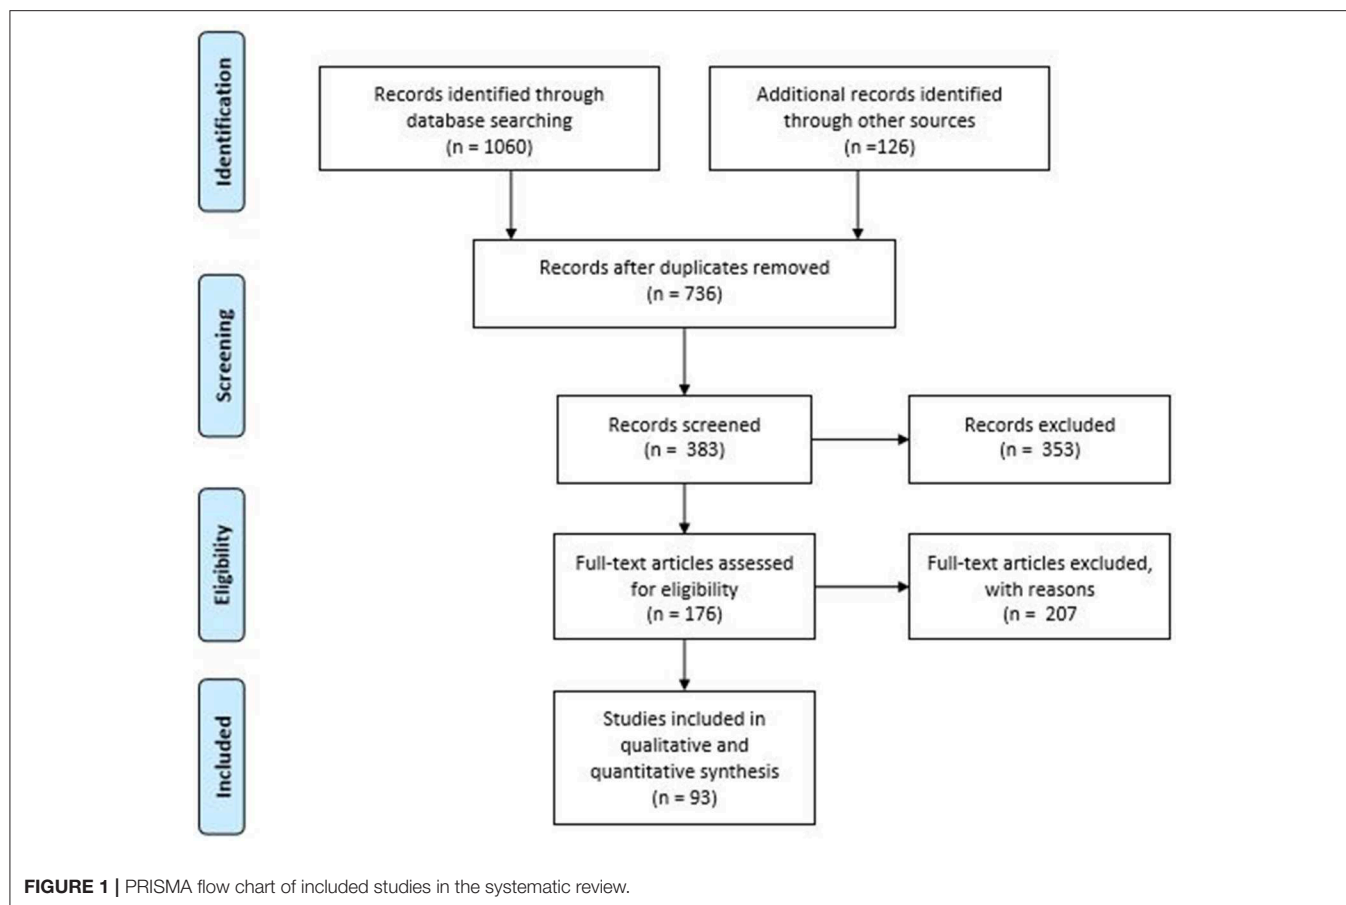 Identification
Records identified through
database searching
(n = 1060)
Additional records identified
through other sources
(n =126)
Records after duplicates removed
(n = 736)
Screening
Records screened
(n =  383)
Records excluded
(n =  353)
Eligibility
Full-text articles assessed
for eligibility
(n = 176)
Full-text articles excluded,
with reasons
(n =  207
Included
Studies included in
qualitative and
quantitative synthesis
(n = 93)
FIGURE 1 | PRISMA flow chart of included studies in the systematic review.